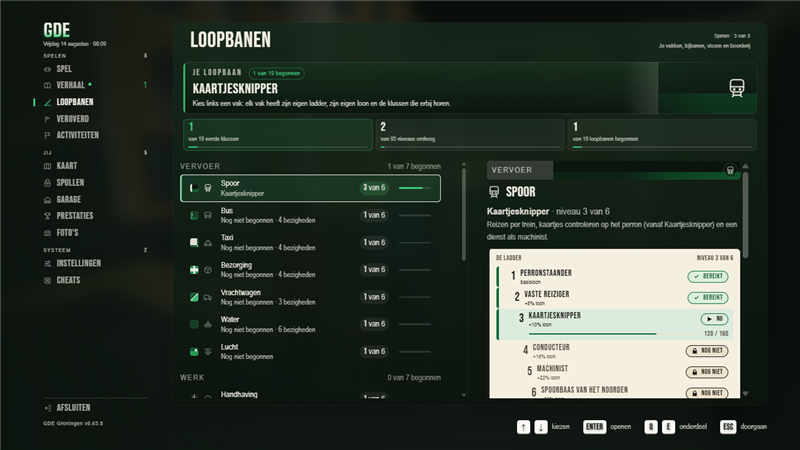 GDE
Vrijdag 14 augustus · 08:09
SPELEN 5
SPEL
VERHAAL 1
LOOPBANEN
VEROVERD
ACTIVITEITEN
JIJ 5
KAART
SPULLEN
GARAGE
PRESTATIES
FOTO'S
SYSTEEM 2
INSTELLINGEN
CHEATS
AFSLUITEN
GDE Groningen v0.63.0
LOOPBANEN
Spelen · 3 van 5
Je vakken, bijbanen, vissen en boerderij
JE LOOPBAAN 1 van 19 begonnen
KAARTJESKNIPPER
Kies links een vak: elk vak heeft zijn eigen ladder, zijn eigen loon en de klussen die erbij horen.
1
van 19 eerste klussen
2
van 95 niveaus omhoog
1
van 19 loopbanen begonnen
VERVOER 1 van 7 begonnen
Spoor
Kaartjesknipper
3 van 6
Bus
Nog niet begonnen · 4 bezigheden
1 van 6
Taxi
Nog niet begonnen · 4 bezigheden
1 van 6
Bezorging
Nog niet begonnen · 4 bezigheden
1 van 6
Vrachtwagen
Nog niet begonnen · 3 bezigheden
1 van 6
Water
Nog niet begonnen · 6 bezigheden
1 van 6
Lucht
Nog niet begonnen
1 van 6
WERK 0 van 7 begonnen
Handhaving
VERVOER
SPOOR
Kaartjesknipper · niveau 3 van 6
Reizen per trein, kaartjes controleren op het perron (vanaf Kaartjesknipper) en een
dienst als machinist.
DE LADDER NIVEAU 3 VAN 6
1 PERRONSTAANDER
basisloon
BEREIKT
2 VASTE REIZIGER
+5% loon
BEREIKT
3 KAARTJESKNIPPER
+10% loon
NU
120 / 160
4 CONDUCTEUR
+16% loon
NOG NIET
5 MACHINIST
+22% loon
NOG NIET
6 SPOORBAAS VAN HET NOORDEN
NOG NIET
↑ ↓ kiezen ENTER openen Q E onderdeel ESC doorgaan